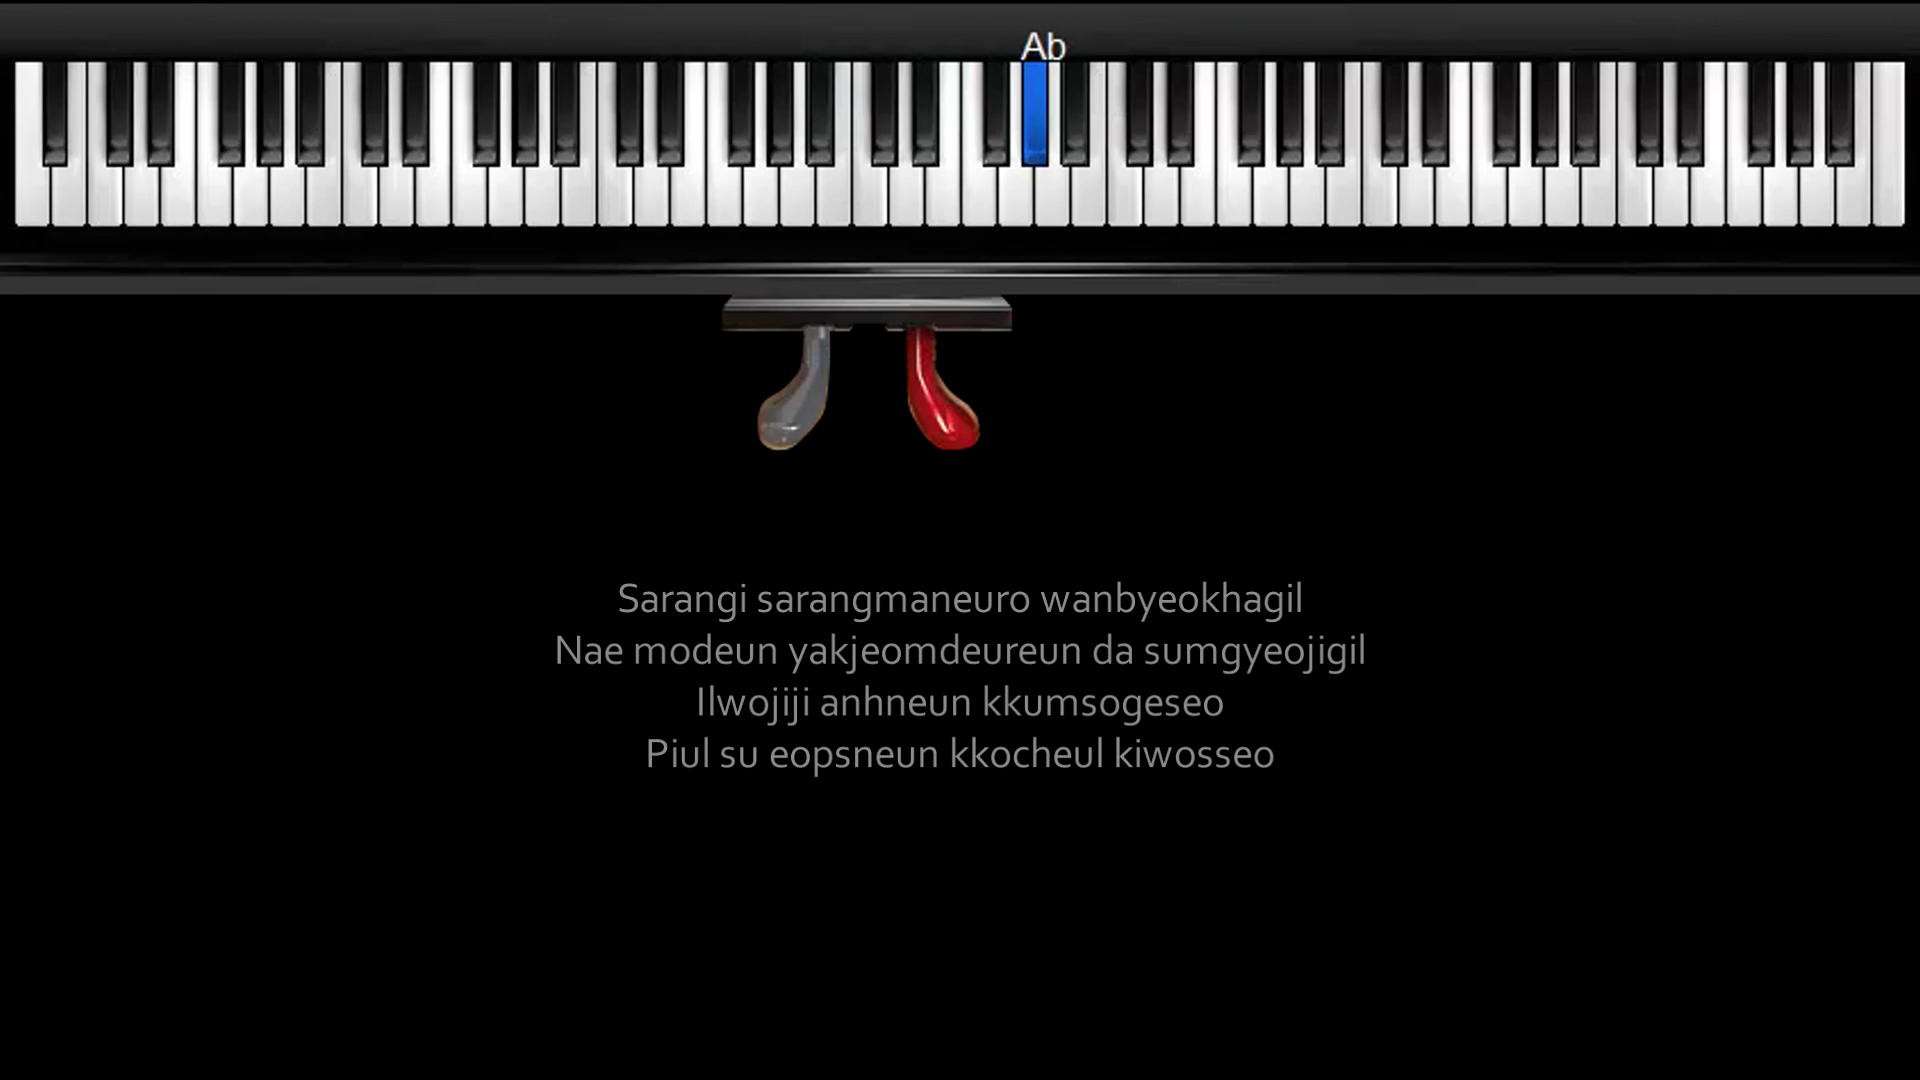 Ab
Sarangi sarangmaneuro wanbyeokhagil
Nae modeun yakjeomdeureun da sumgyeojigil
Ilwojiji anhneun kkumsogeseo
Piul su eopsneun kkocheul kiwosseo